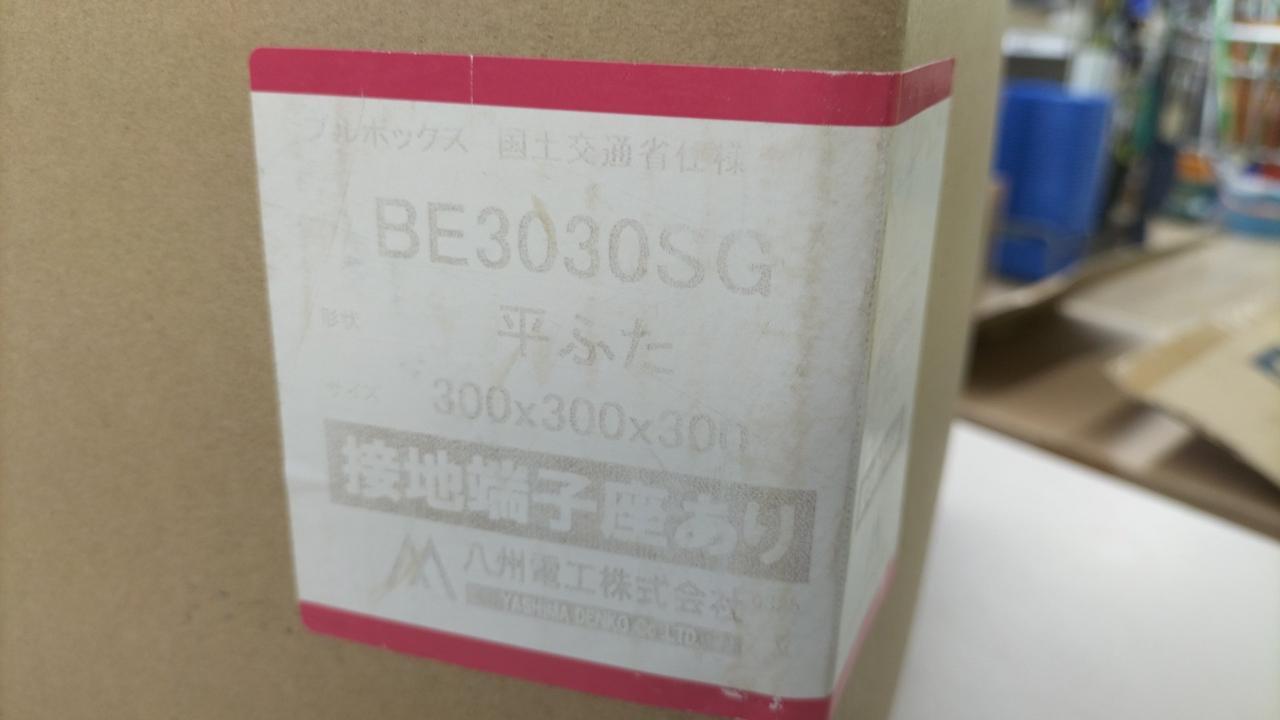 プルボックス 国土交通省仕様
BE3030SG
形状 平ふた
サイズ 300x300x300
接地端子座あり
八州電工株式会社
YASHIMA DENKO Co LTD.